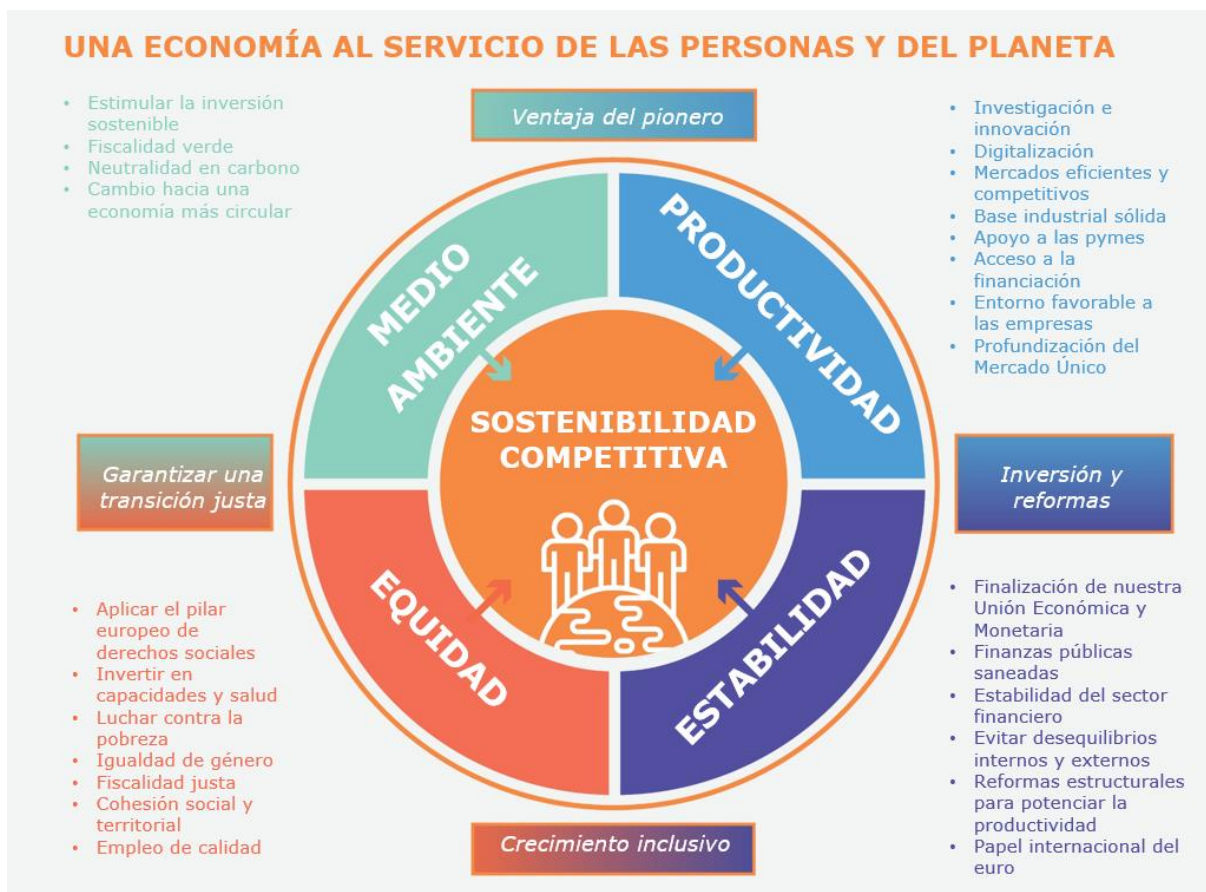 UNA ECONOMÍA AL SERVICIO DE LAS PERSONAS Y DEL PLANETA
• Estimular la inversión
sostenible
• Fiscalidad verde
• Neutralidad en carbono
• Cambio hacia una
economía más circular
Ventaja del pionero
• Investigación e
innovación
• Digitalización
• Mercados eficientes y
competitivos
• Base industrial sólida
• Apoyo a las pymes
• Acceso a la
financiación
• Entorno favorable a
las empresas
• Profundización del
Mercado Único
MEDIO
AMBIENTE
PRODUCTIVIDAD
SOSTENIBILIDAD
COMPETITIVA
Garantizar una
transición justa
Inversión y
reformas
EQUIDAD
ESTABILIDAD
• Aplicar el pilar
europeo de
derechos sociales
• Invertir en
capacidades y salud
• Luchar contra la
pobreza
• Igualdad de género
• Fiscalidad justa
• Cohesión social y
territorial
• Empleo de calidad
Crecimiento inclusivo
• Finalización de nuestra
Unión Económica y
Monetaria
• Finanzas públicas
saneadas
• Estabilidad del sector
financiero
• Evitar desequilibrios
internos y externos
• Reformas estructurales
para potenciar la
productividad
• Papel internacional del
euro